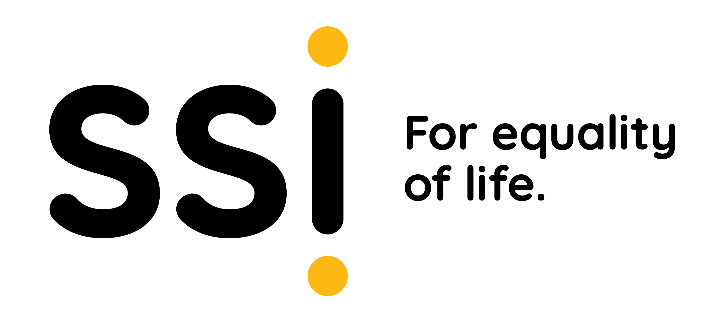 ssi
For equality
of life.